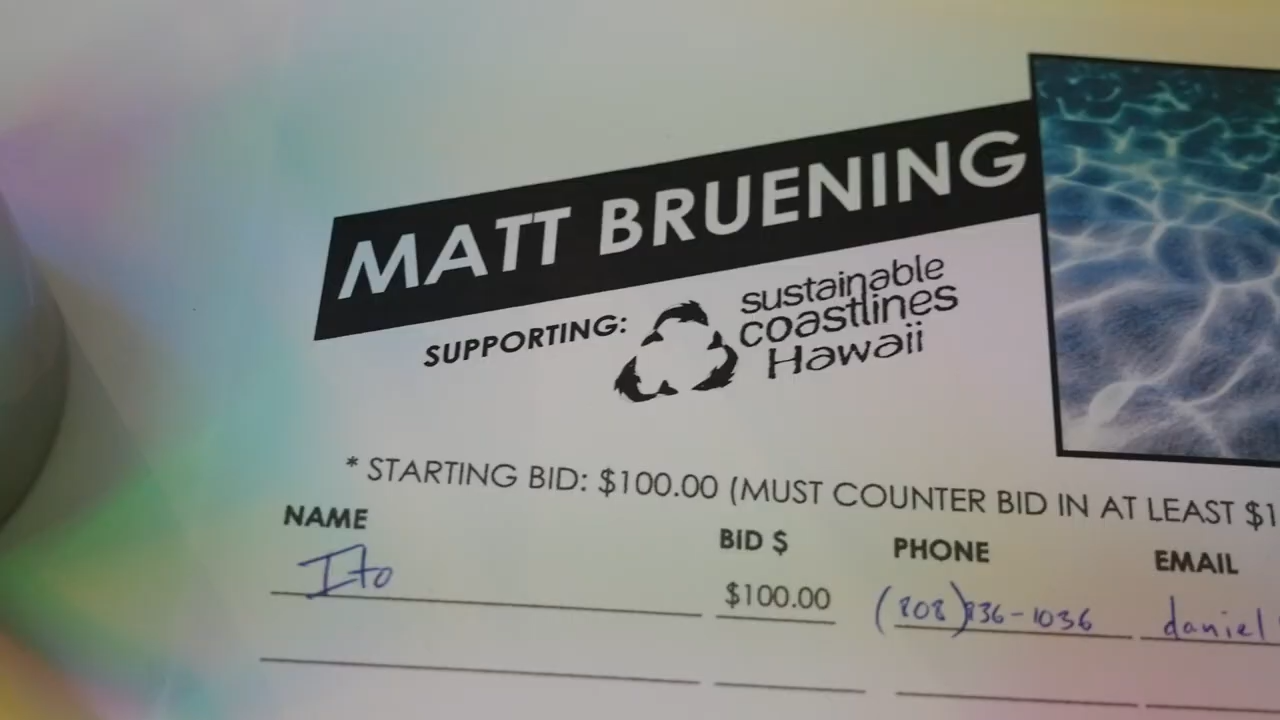 MATT BRUENING
SUPPORTING:
sustainable
coastlines
Hawaii
* STARTING BID: $100.00 (MUST COUNTER BID IN AT LEAST $1
NAME BID $ PHONE EMAIL
Ito $100.00 (808)836-1036 daniel